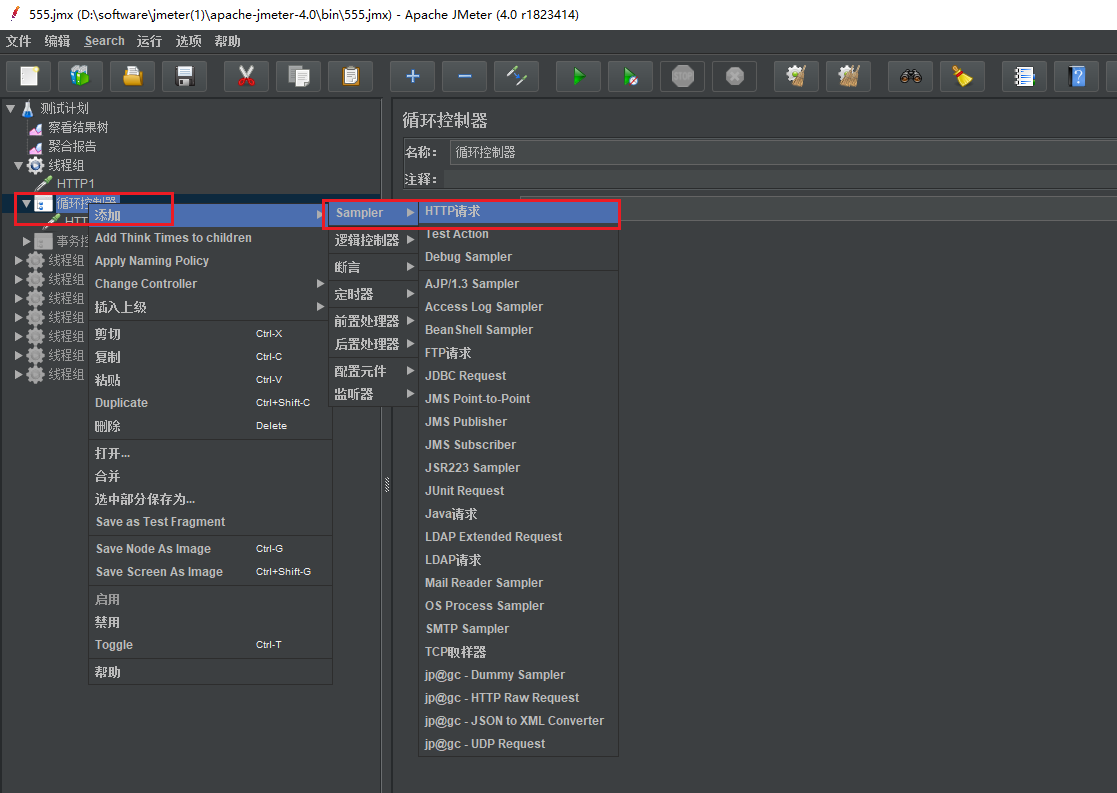 555.jmx (D:\software\jmeter(1)\apache-jmeter-4.0\bin\555.jmx) - Apache JMeter (4.0 r1823414)
文件 编辑 Search 运行 选项 帮助
STOP
测试计划
察看结果树
聚合报告
线程组
HTTP1
循环控制器
HTT
事务控
线程组
线程组
线程组
线程组
线程组
线程组
线程组
循环控制器
名称： 循环控制器
注释：
添加
Add Think Times to children
Apply Naming Policy
Change Controller
插入上级
剪切 Ctrl-X
复制 Ctrl-C
粘贴 Ctrl-V
Duplicate Ctrl+Shift-C
删除 Delete
打开...
合并
选中部分保存为...
Save as Test Fragment
Save Node As Image Ctrl-G
Save Screen As Image Ctrl+Shift-G
启用
禁用
Toggle Ctrl-T
帮助
Sampler
逻辑控制器
断言
定时器
前置处理器
后置处理器
配置元件
监听器
HTTP请求
Test Action
Debug Sampler
AJP/1.3 Sampler
Access Log Sampler
BeanShell Sampler
FTP请求
JDBC Request
JMS Point-to-Point
JMS Publisher
JMS Subscriber
JSR223 Sampler
JUnit Request
Java请求
LDAP Extended Request
LDAP请求
Mail Reader Sampler
OS Process Sampler
SMTP Sampler
TCP取样器
jp@gc - Dummy Sampler
jp@gc - HTTP Raw Request
jp@gc - JSON to XML Converter
jp@gc - UDP Request